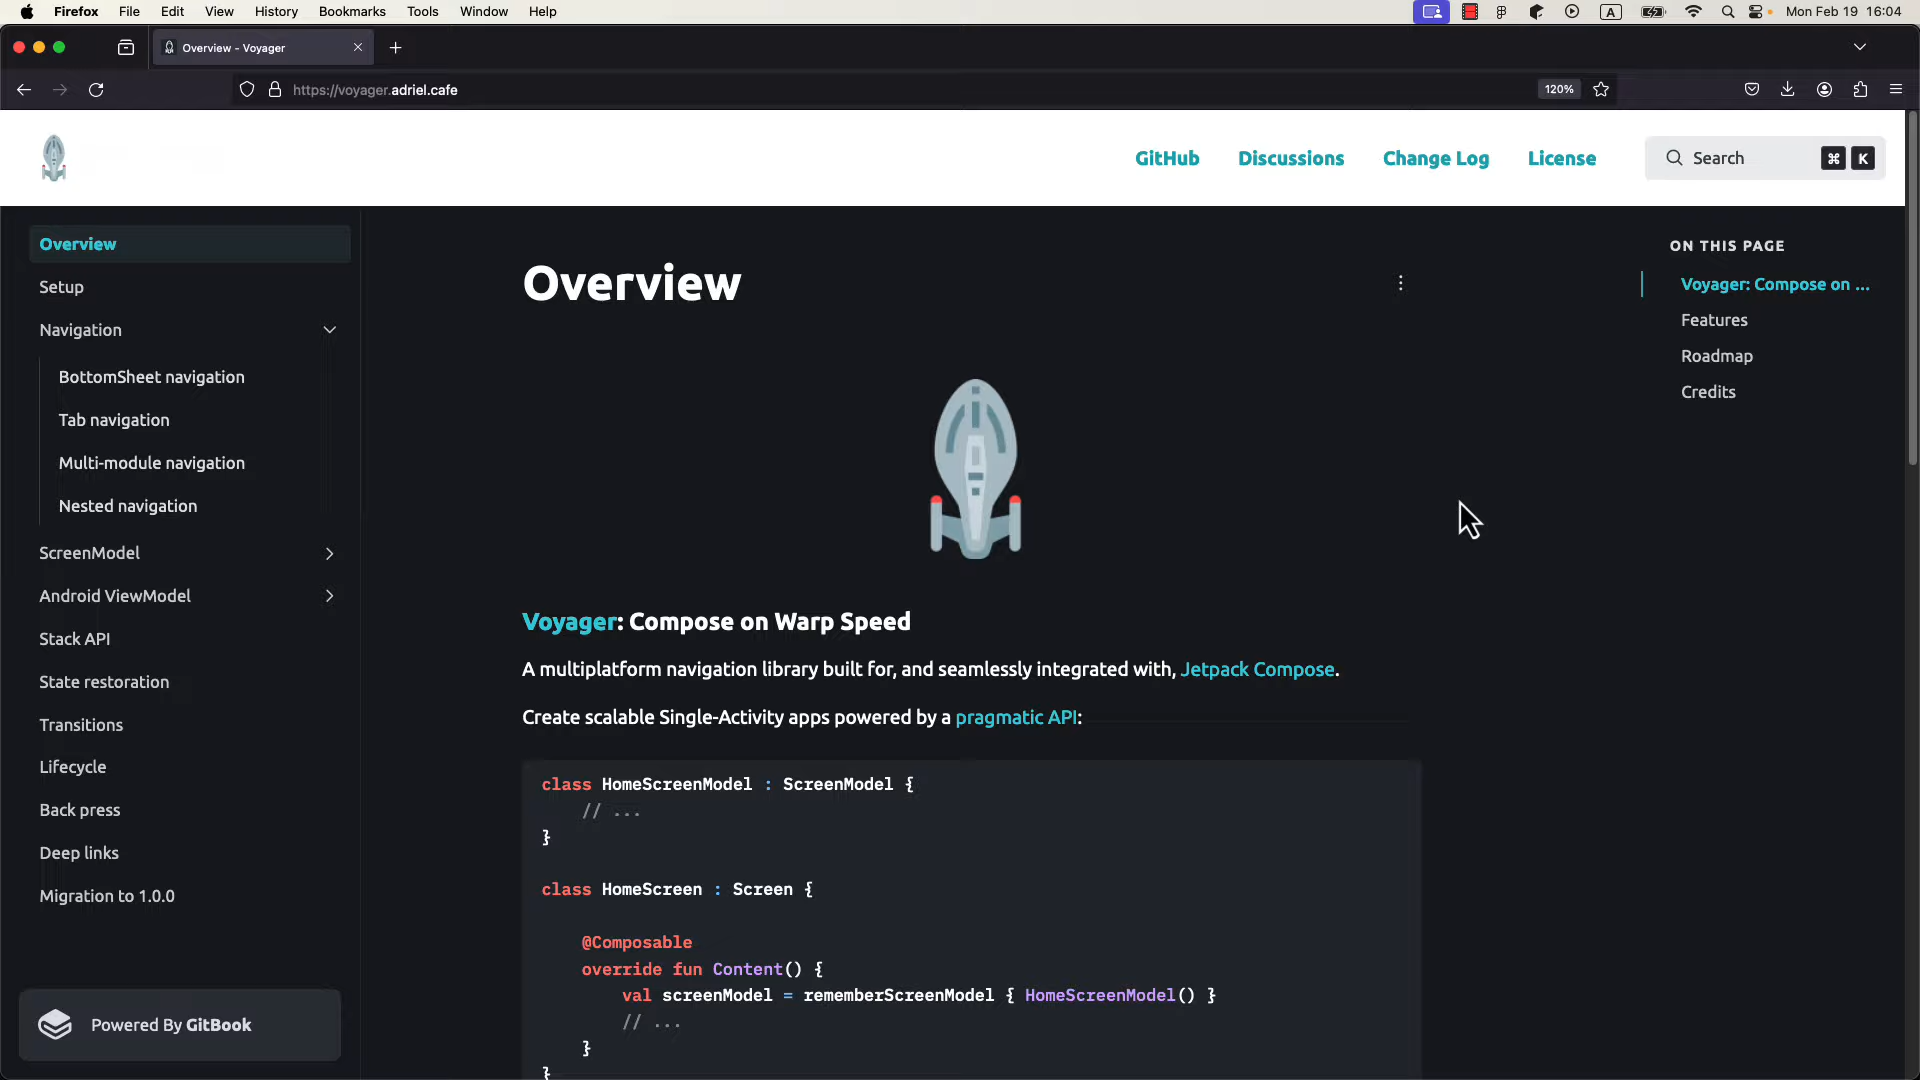 Firefox File Edit View History Bookmarks Tools Window Help A Mon Feb 19 16:04
Overview - Voyager
https://voyager.adriel.cafe 120%
GitHub Discussions Change Log License Search ⌘ K
Overview
Setup
Navigation
BottomSheet navigation
Tab navigation
Multi-module navigation
Nested navigation
ScreenModel
Android ViewModel
Stack API
State restoration
Transitions
Lifecycle
Back press
Deep links
Migration to 1.0.0
Powered By GitBook
Overview
Voyager: Compose on Warp Speed
A multiplatform navigation library built for, and seamlessly integrated with, Jetpack Compose.
Create scalable Single-Activity apps powered by a pragmatic API:
class HomeScreenModel : ScreenModel {
// ...
}
class HomeScreen : Screen {
@Composable
override fun Content() {
val screenModel = rememberScreenModel { HomeScreenModel() }
// ...
}
}
ON THIS PAGE
Voyager: Compose on ...
Features
Roadmap
Credits